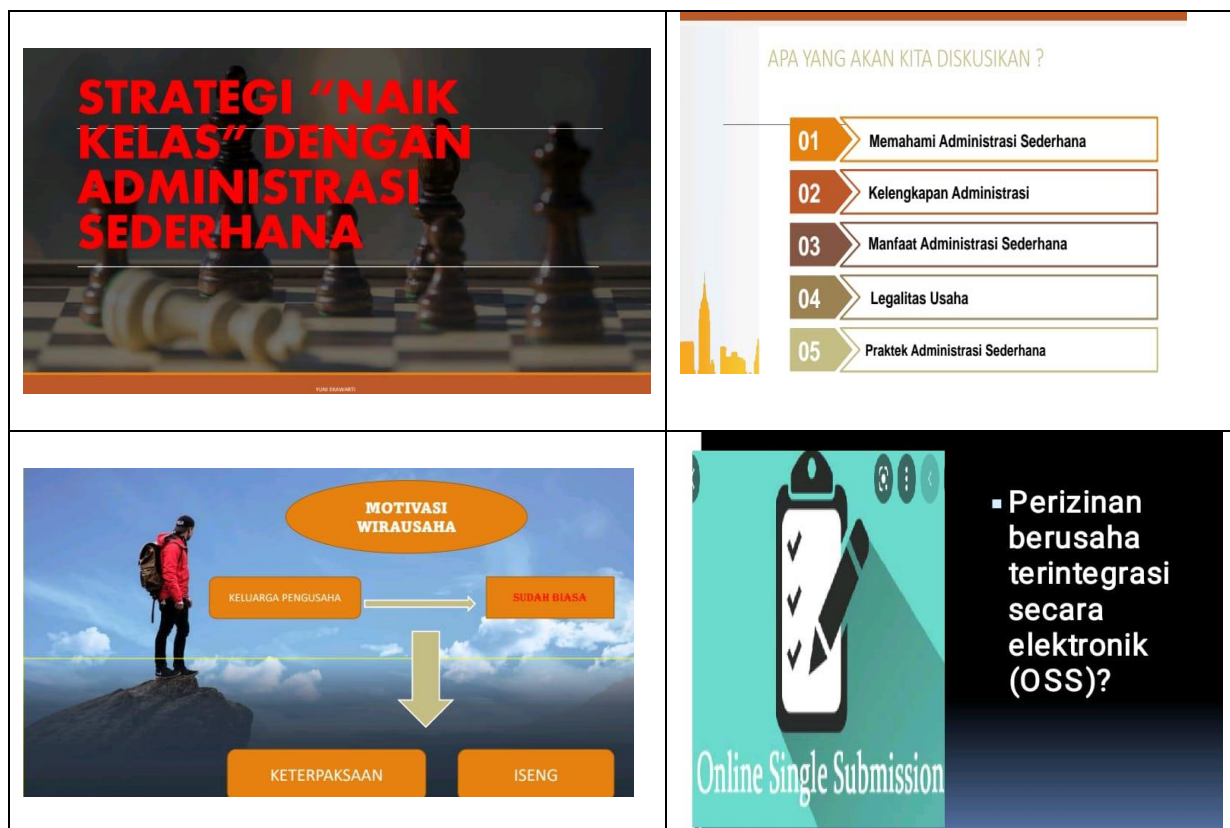 STRATEGI “NAIK
KELAS” DENGAN
ADMINISTRASI
SEDERHANA
YUNI EKAWARTI
APA YANG AKAN KITA DISKUSIKAN ?
01 Memahami Administrasi Sederhana
02 Kelengkapan Administrasi
03 Manfaat Administrasi Sederhana
04 Legalitas Usaha
05 Praktek Administrasi Sederhana
MOTIVASI
WIRAUSAHA
KELUARGA PENGUSAHA
SUDAH BIASA
KETERPAKSAAN
ISENG
Online Single Submission
Perizinan
berusaha
terintegrasi
secara
elektronik
(OSS)?